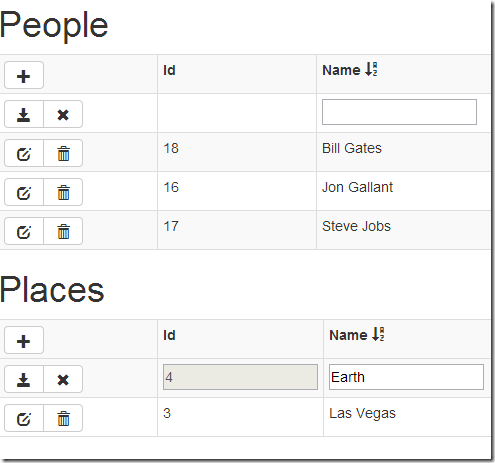 People
Id Name
18 Bill Gates
16 Jon Gallant
17 Steve Jobs
Places
Id Name
4 Earth
3 Las Vegas